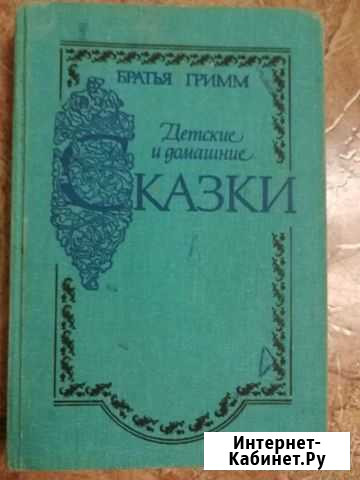 БРАТЬЯ ГРИММ
Детские
и домашние
СКАЗКИ
Интернет-
Кабинет.Ру